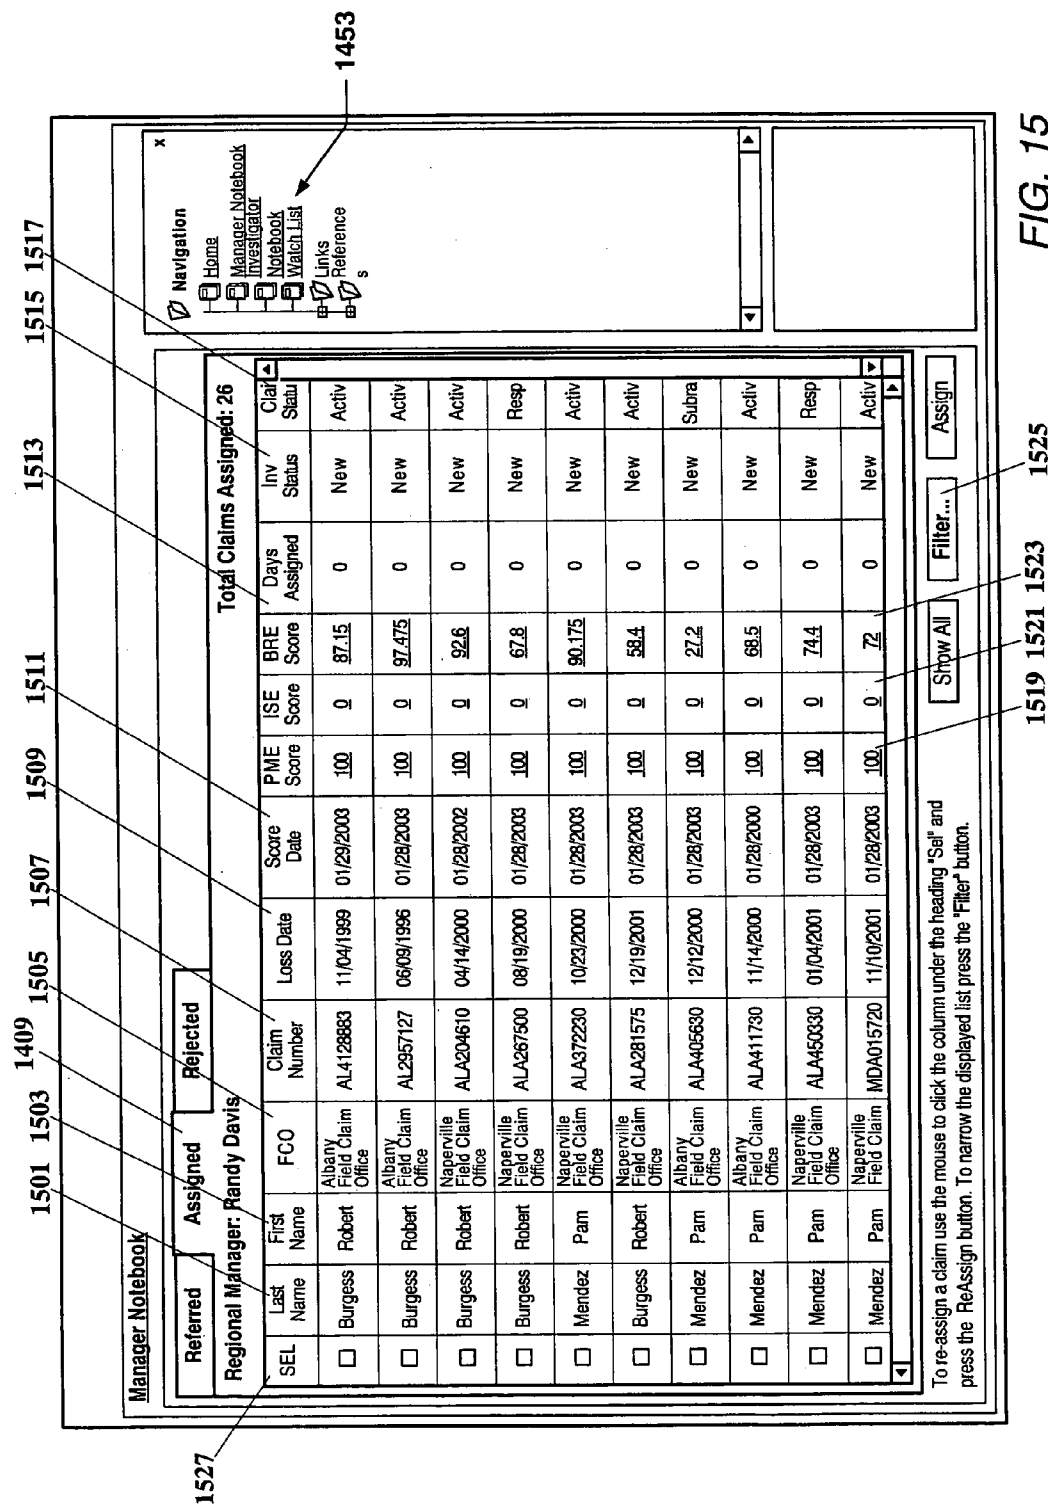 1501
1503
1409
1505
1507
1509
1511
1513
1515
1517
1527
Manager Notebook
Referred
Assigned
Rejected
Regional Manager: Randy Davis
Total Claims Assigned: 26
SEL Last Name First Name FCO Claim Number Loss Date Score Date PME Score ISE Score BRE Score Days Assigned Inv Status Clai Statu
Burgess Robert Albany Field Claim Office AL4128883 11/04/1999 01/29/2003 100 0 87.15 0 New Activ
Burgess Robert Albany Field Claim Office AL2957127 06/09/1996 01/28/2003 100 0 97.475 0 New Activ
Burgess Robert Naperville Field Claim Office ALA204610 04/14/2000 01/28/2002 100 0 92.6 0 New Activ
Burgess Robert Naperville Field Claim Office ALA267500 08/19/2000 01/28/2003 100 0 67.8 0 New Resp
Mendez Pam Naperville Field Claim Office ALA372230 10/23/2000 01/28/2003 100 0 90.175 0 New Activ
Burgess Robert Naperville Field Claim Office ALA281575 12/19/2001 01/28/2003 100 0 58.4 0 New Activ
Mendez Pam Albany Field Claim Office ALA405630 12/12/2000 01/28/2003 100 0 27.2 0 New Subra
Mendez Pam Albany Field Claim Office ALA411730 11/14/2000 01/28/2000 100 0 68.5 0 New Activ
Mendez Pam Naperville Field Claim Office ALA450330 01/04/2001 01/28/2003 100 0 74.4 0 New Resp
Mendez Pam Naperville Field Claim MDA015720 11/10/2001 01/28/2003 100 0 72 0 New Activ
To re-assign a claim use the mouse to click the column under the heading "Sel" and
press the ReAssign button. To narrow the displayed list press the "Filter" button.
Show All
Filter...
Assign
1519
1521
1523
1525
x
Navigation
Home
Manager Notebook
Investigator
Notebook
Watch List
Links
Reference
s
1453
FIG. 15